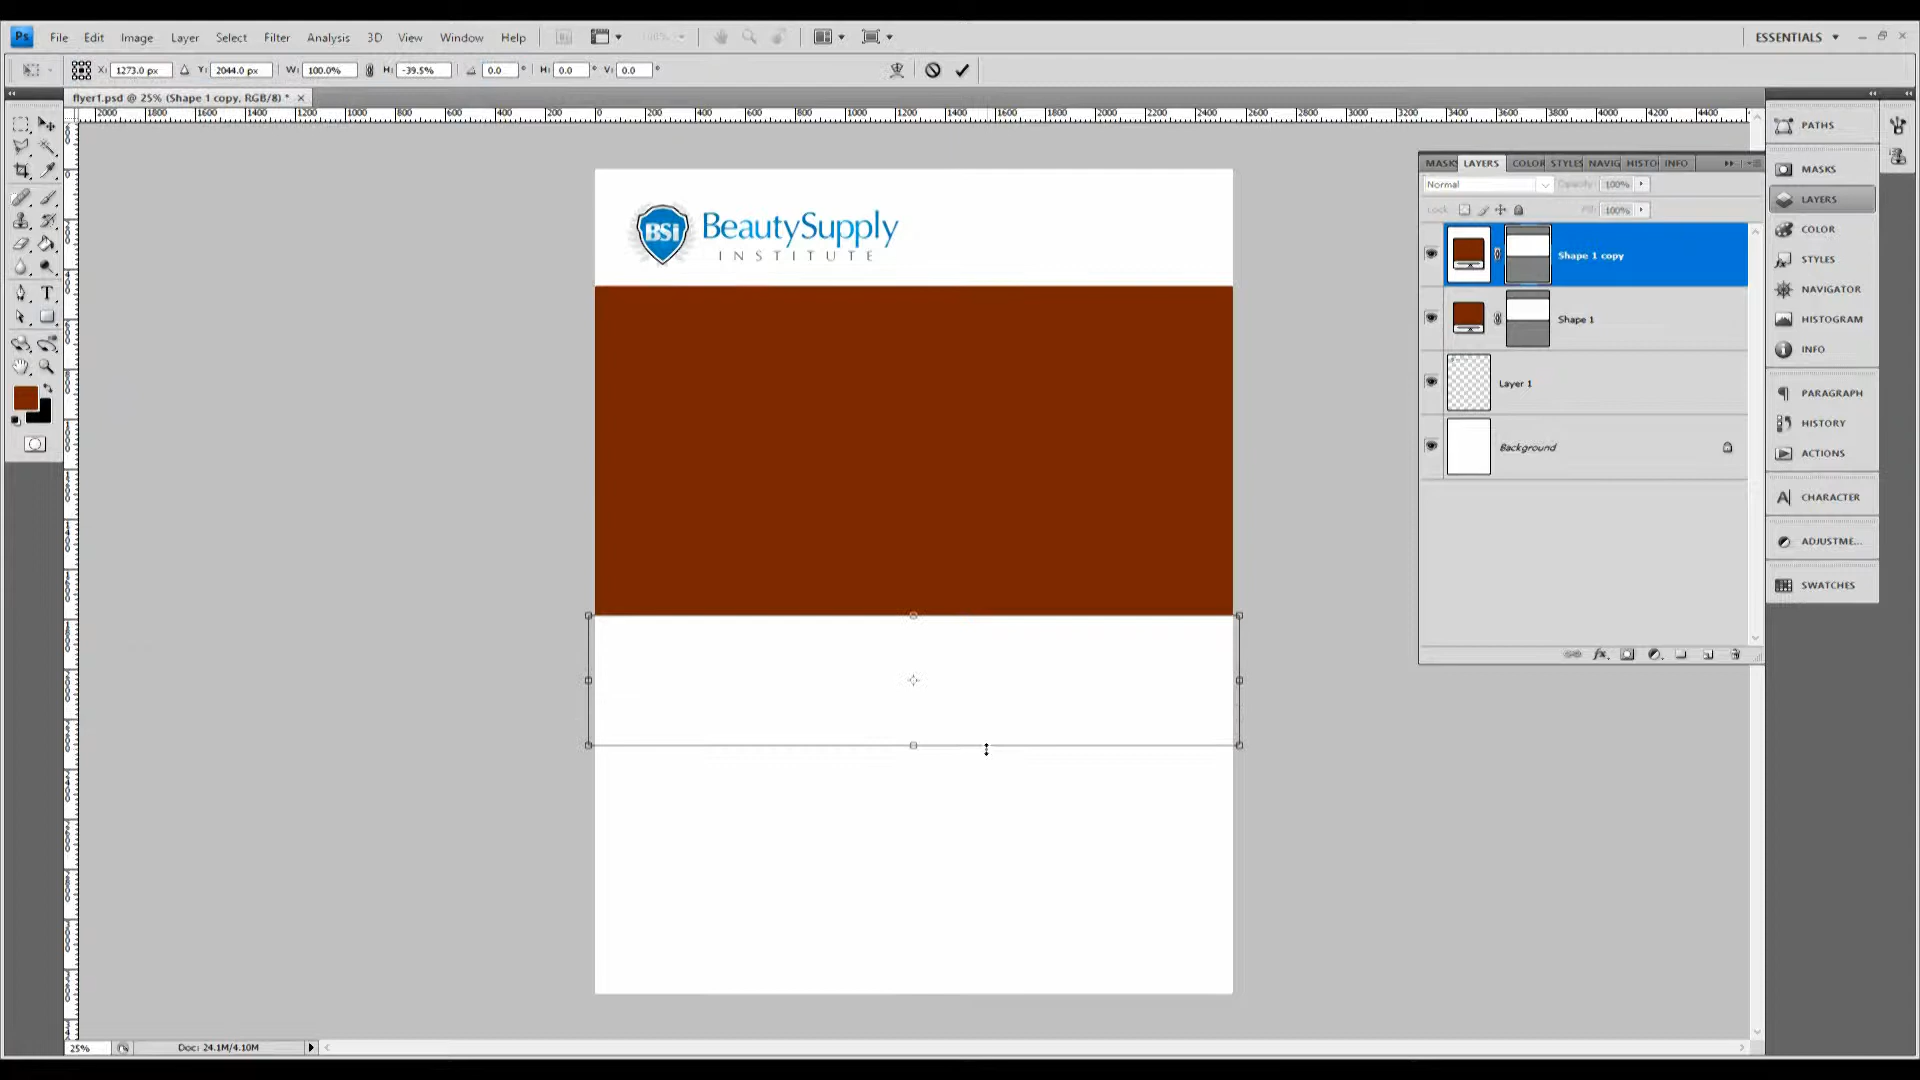 Ps File Edit Image Layer Select Filter Analysis 3D View Window Help Br 100% ESSENTIALS
X: 1273.0 px Y: 2044.0 px W: 100.0% H: -39.5% 0.0 ° H: 0.0 ° V: 0.0 °
flyer1.psd @ 25% (Shape 1 copy, RGB/8) * ×
2000 1800 1600 1400 1200 1000 800 600 400 200 0 200 400 600 800 1000 1200 1400 1600 1800 2000 2200 2400 2600 2800 3000 3200 3400 3600 3800 4000 4200 4400
BSi BeautySupply
INSTITUTE
MASKS LAYERS COLOR STYLES NAVIG HISTO INFO
Normal Opacity: 100%
Lock: Fill: 100%
Shape 1 copy
Shape 1
Layer 1
Background
PATHS
MASKS
LAYERS
COLOR
STYLES
NAVIGATOR
HISTOGRAM
INFO
PARAGRAPH
HISTORY
ACTIONS
CHARACTER
ADJUSTME...
SWATCHES
25% Doc: 24.1M/4.10M